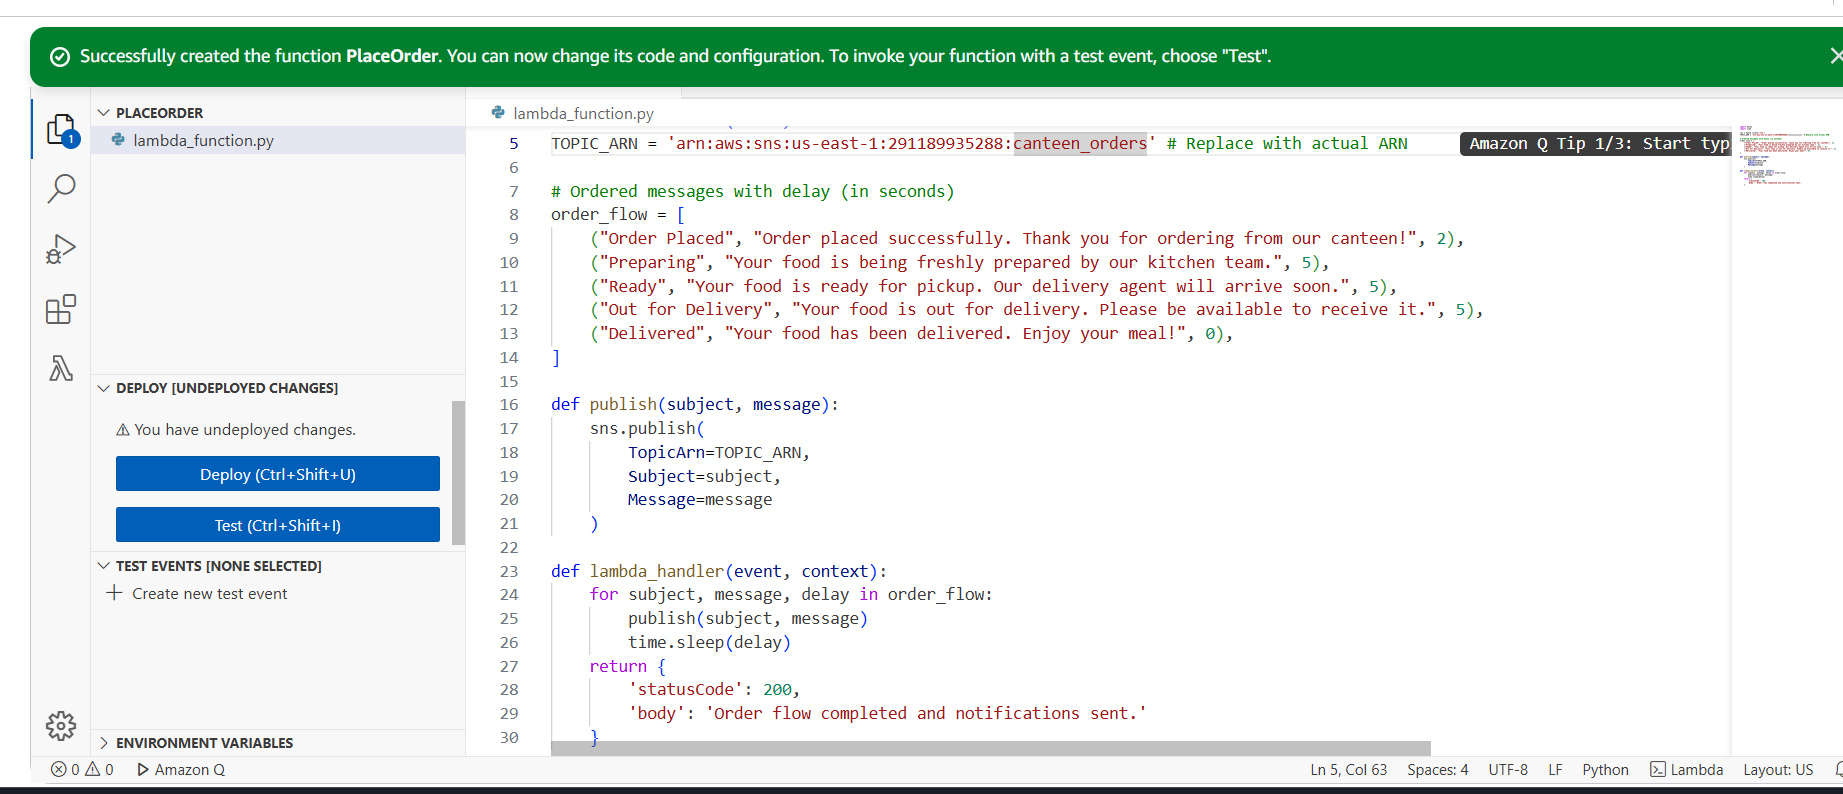 Successfully created the function PlaceOrder. You can now change its code and configuration. To invoke your function with a test event, choose "Test".
PLACEORDER
lambda_function.py
1
DEPLOY [UNDEPLOYED CHANGES]
You have undeployed changes.
Deploy (Ctrl+Shift+U)
Test (Ctrl+Shift+I)
TEST EVENTS [NONE SELECTED]
Create new test event
ENVIRONMENT VARIABLES
lambda_function.py
5 TOPIC_ARN = 'arn:aws:sns:us-east-1:291189935288:canteen_orders' # Replace with actual ARN
Amazon Q Tip 1/3: Start typ
6
7 # Ordered messages with delay (in seconds)
8 order_flow = [
9 ("Order Placed", "Order placed successfully. Thank you for ordering from our canteen!", 2),
10 ("Preparing", "Your food is being freshly prepared by our kitchen team.", 5),
11 ("Ready", "Your food is ready for pickup. Our delivery agent will arrive soon.", 5),
12 ("Out for Delivery", "Your food is out for delivery. Please be available to receive it.", 5),
13 ("Delivered", "Your food has been delivered. Enjoy your meal!", 0),
14 ]
15
16 def publish(subject, message):
17 sns.publish(
18 TopicArn=TOPIC_ARN,
19 Subject=subject,
20 Message=message
21 )
22
23 def lambda_handler(event, context):
24 for subject, message, delay in order_flow:
25 publish(subject, message)
26 time.sleep(delay)
27 return {
28 'statusCode': 200,
29 'body': 'Order flow completed and notifications sent.'
30 }
0 0 Amazon Q
Ln 5, Col 63 Spaces: 4 UTF-8 LF Python Lambda Layout: US